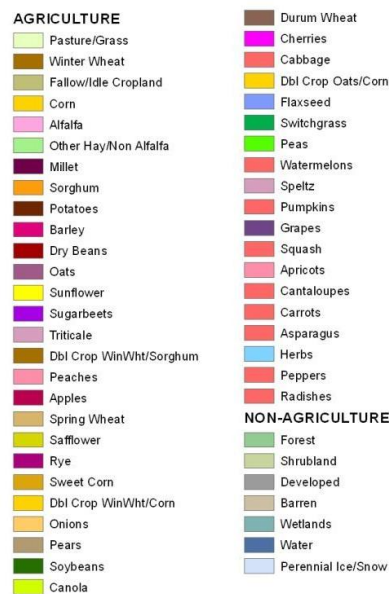 AGRICULTURE
Pasture/Grass
Winter Wheat
Fallow/Idle Cropland
Corn
Alfalfa
Other Hay/Non Alfalfa
Millet
Sorghum
Potatoes
Barley
Dry Beans
Oats
Sunflower
Sugarbeets
Triticale
Dbl Crop WinWht/Sorghum
Peaches
Apples
Spring Wheat
Safflower
Rye
Sweet Corn
Dbl Crop WinWht/Corn
Onions
Pears
Soybeans
Canola
Durum Wheat
Cherries
Cabbage
Dbl Crop Oats/Corn
Flaxseed
Switchgrass
Peas
Watermelons
Speltz
Pumpkins
Grapes
Squash
Apricots
Cantaloupes
Carrots
Asparagus
Herbs
Peppers
Radishes
NON-AGRICULTURE
Forest
Shrubland
Developed
Barren
Wetlands
Water
Perennial Ice/Snow